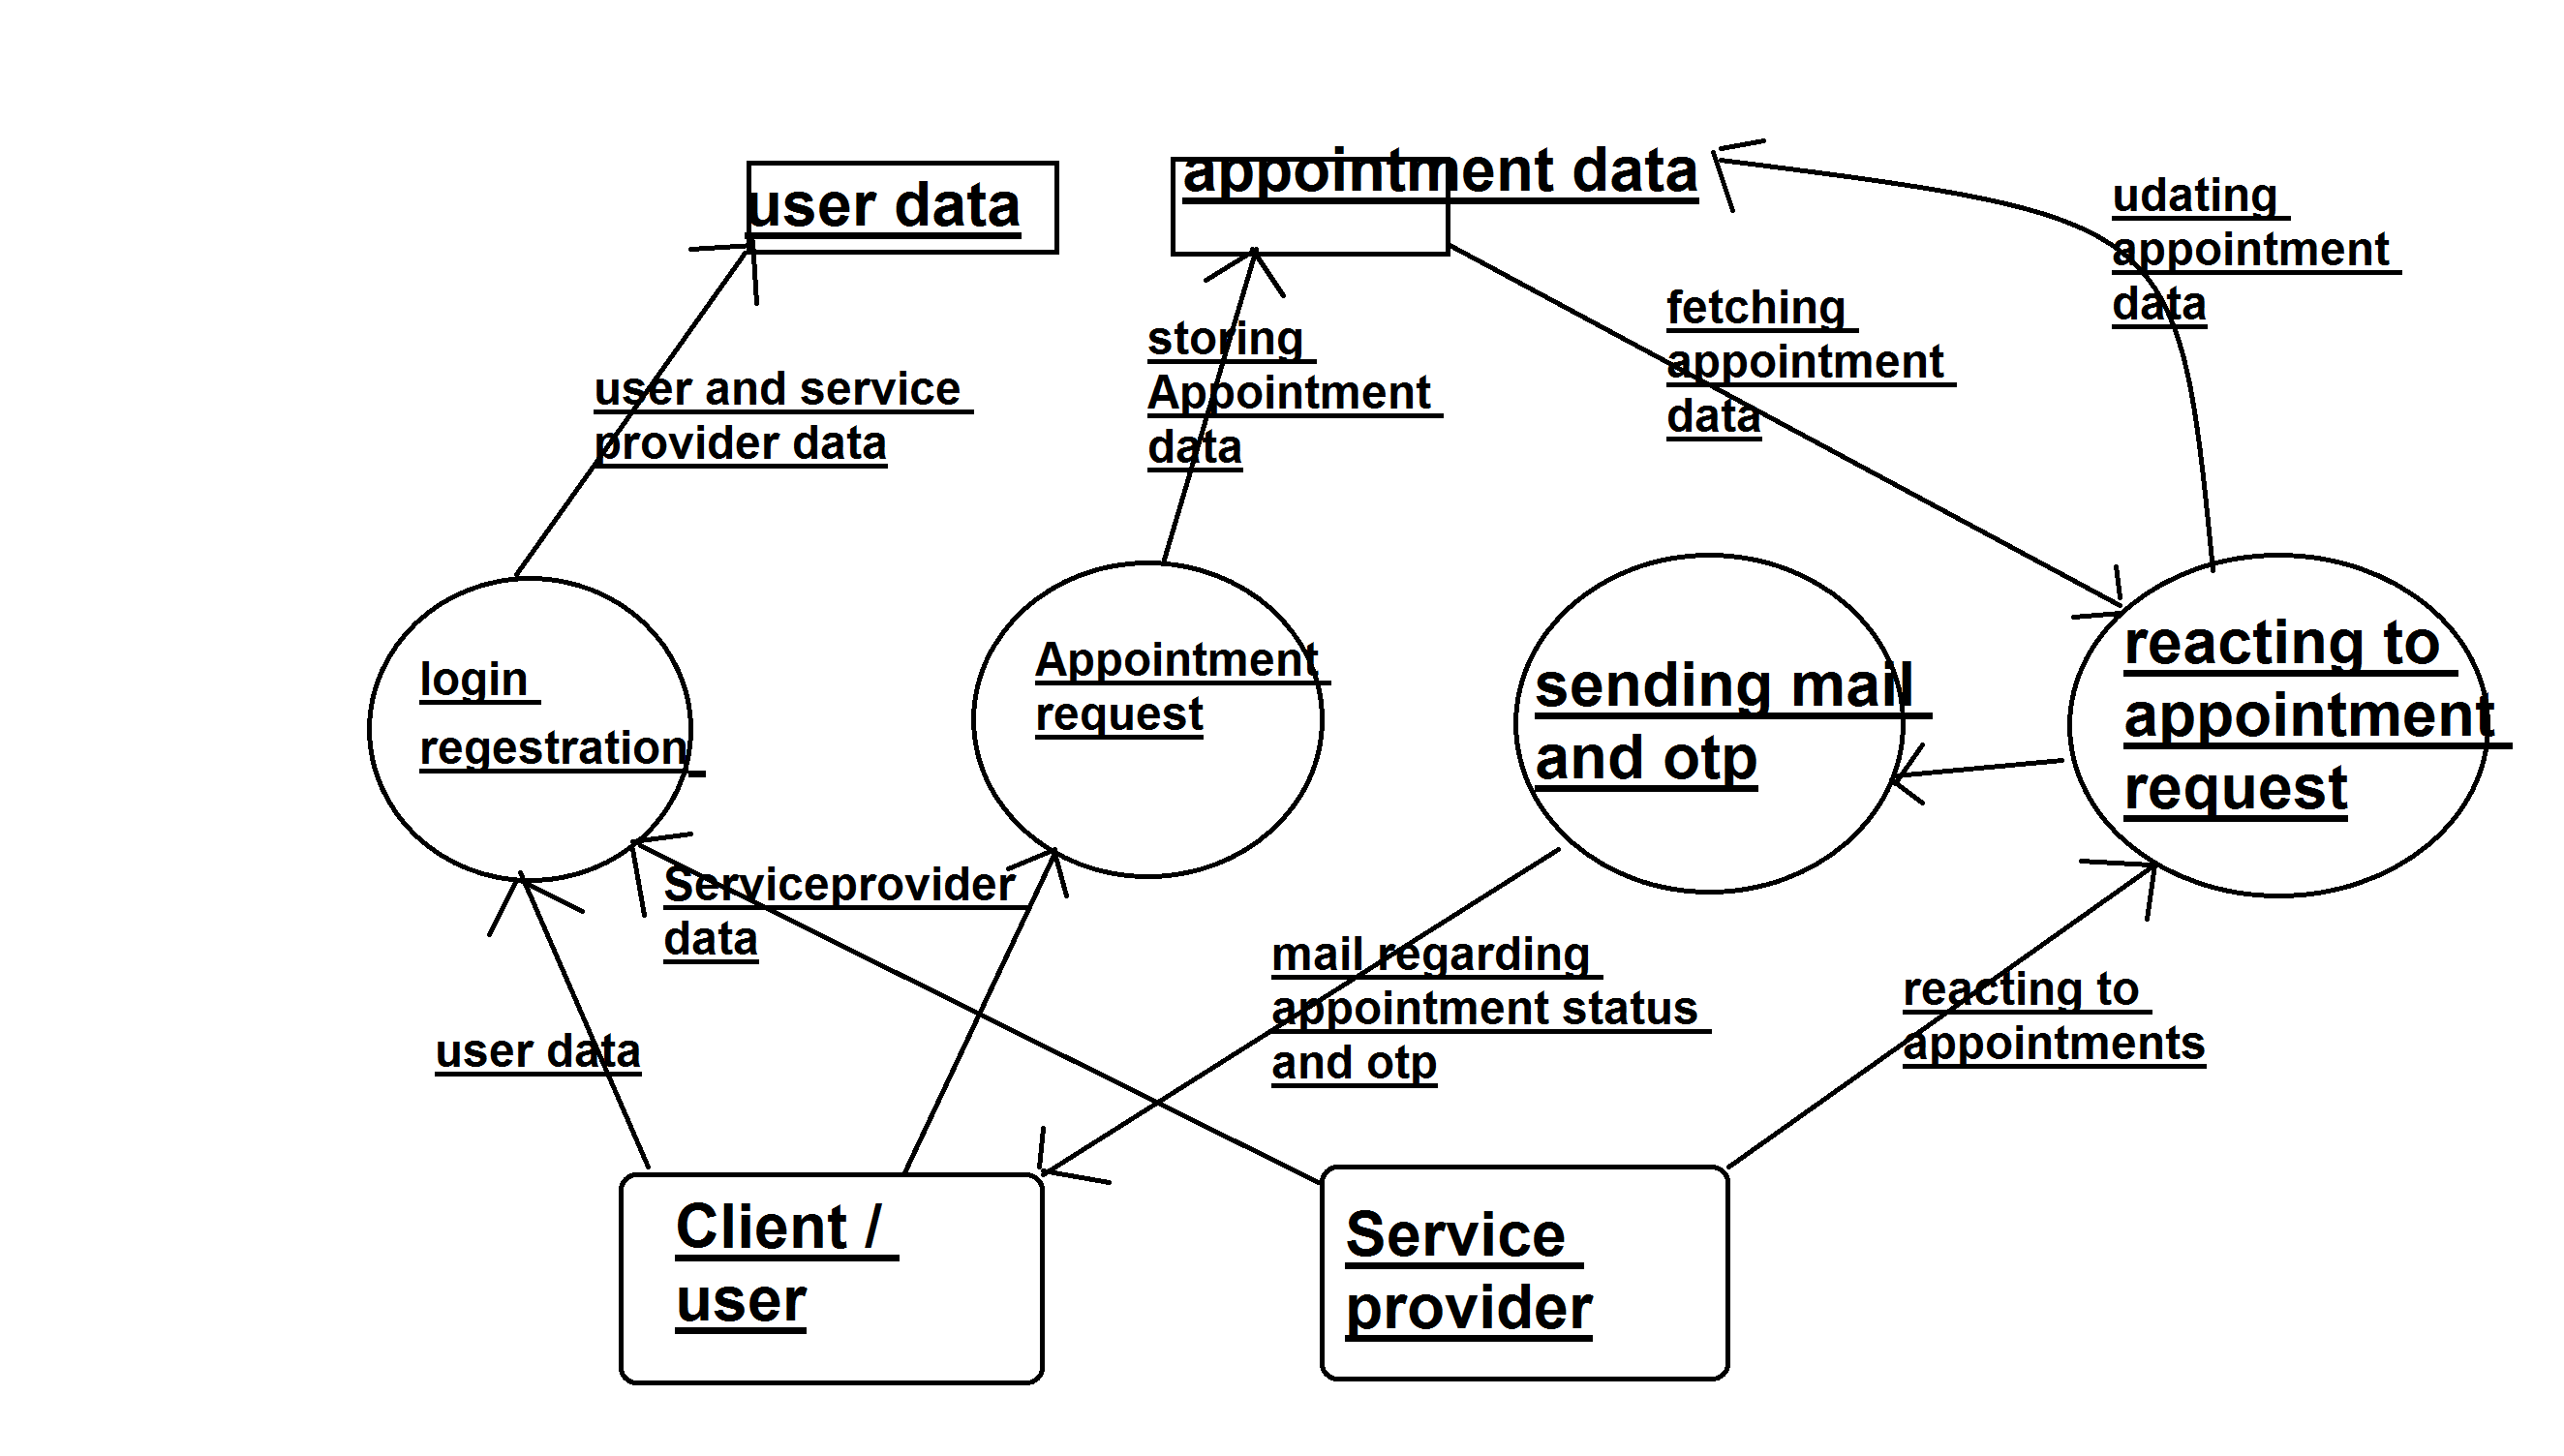 user data
appointment data
udating
appointment
data
fetching
appointment
data
storing
Appointment
data
user and service
provider data
login
regestration
Appointment
request
sending mail
and otp
reacting to
appointment
request
Serviceprovider
data
mail regarding
appointment status
and otp
reacting to
appointments
user data
Client /
user
Service
provider